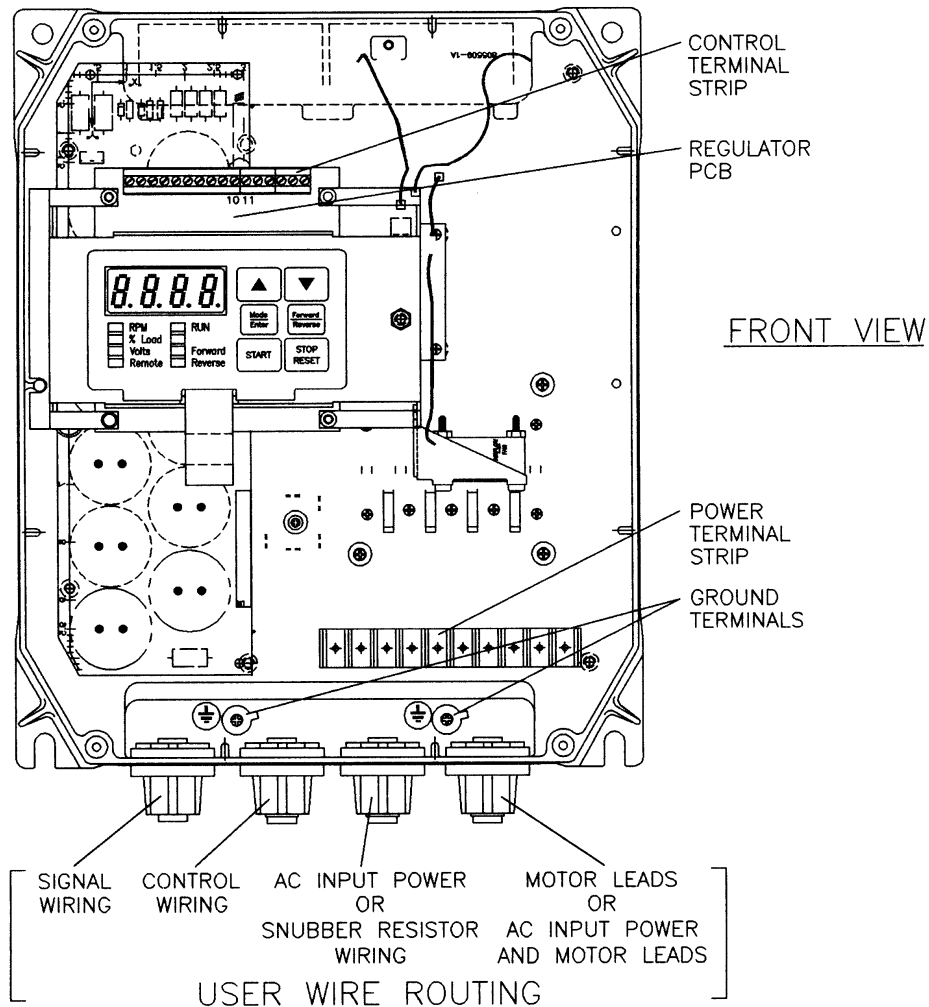 CONTROL
TERMINAL
STRIP
805509-1A
REGULATOR
PCB
10 11
8.8.8.8.
RPM
% Load
Volts
Remote
RUN
Forward
Reverse
Mode
Enter
Forward
Reverse
START
STOP
RESET
FRONT VIEW
POWER
TERMINAL
STRIP
GROUND
TERMINALS
SIGNAL
WIRING
CONTROL
WIRING
AC INPUT POWER
OR
SNUBBER RESISTOR
WIRING
MOTOR LEADS
OR
AC INPUT POWER
AND MOTOR LEADS
USER WIRE ROUTING